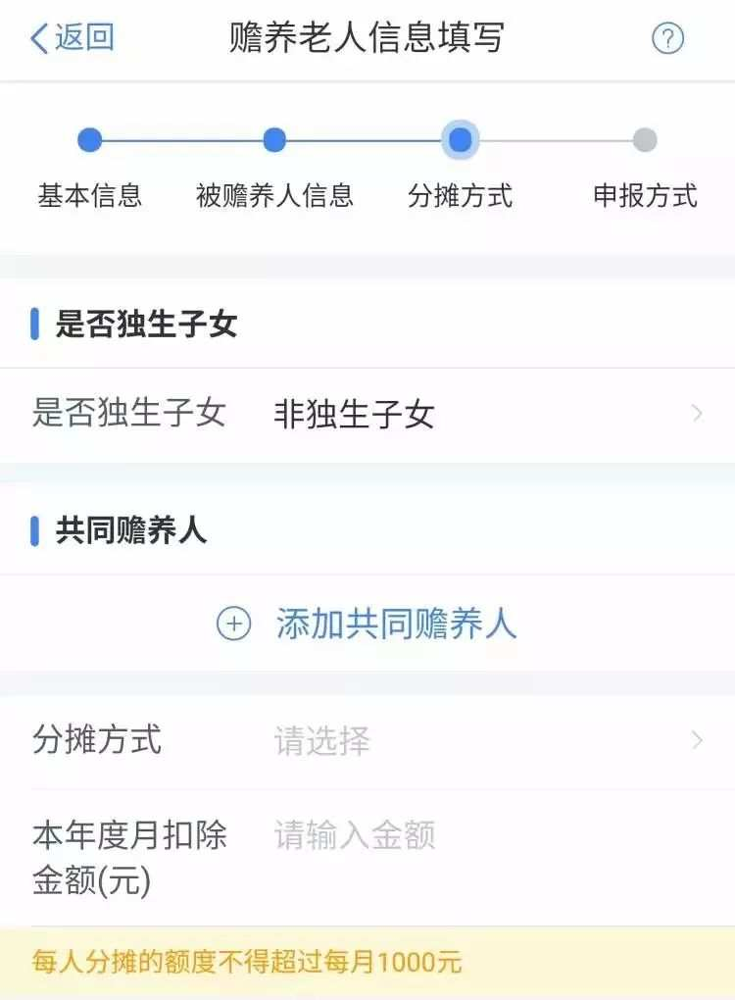 返回
赡养老人信息填写
?
基本信息
被赡养人信息
分摊方式
申报方式
是否独生子女
是否独生子女 非独生子女
共同赡养人
添加共同赡养人
分摊方式 请选择
本年度月扣除 请输入金额
金额(元)
每人分摊的额度不得超过每月1000元